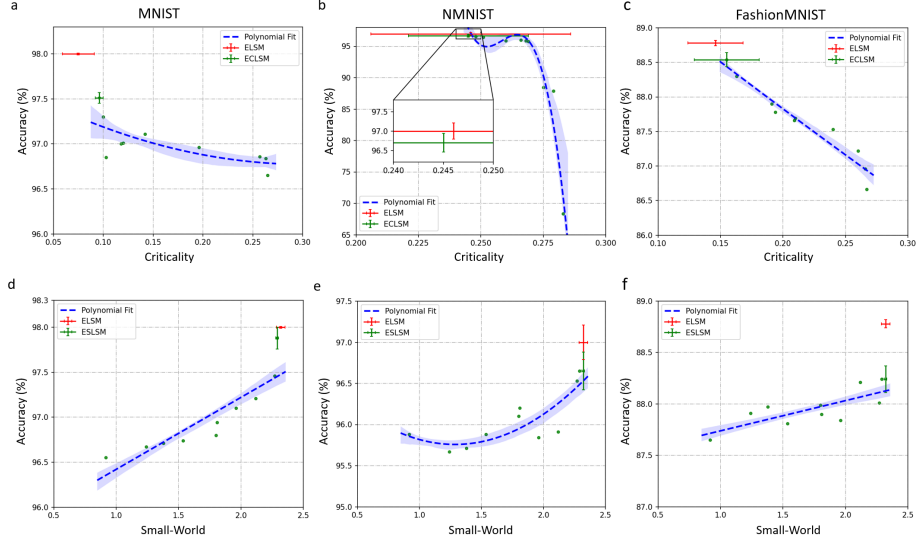 a
MNIST
Accuracy (%)
98.0
97.5
97.0
96.5
96.0
0.05
0.10
0.15
0.20
0.25
0.30
Criticality
Polynomial Fit
ELSM
ECLSM
b
NMNIST
Accuracy (%)
95
90
85
80
75
70
65
0.200
0.225
0.250
0.275
0.300
Criticality
97.5
97.0
96.5
0.240
0.245
0.250
Polynomial Fit
ELSM
ECLSM
c
FashionMNIST
Accuracy (%)
89.0
88.5
88.0
87.5
87.0
86.5
86.0
0.10
0.15
0.20
0.25
0.30
Criticality
Polynomial Fit
ELSM
ECLSM
d
Accuracy (%)
98.3
98.0
97.5
97.0
96.5
96.0
0.5
1.0
1.5
2.0
2.5
Small-World
Polynomial Fit
ELSM
ESLSM
e
Accuracy (%)
97.5
97.0
96.5
96.0
95.5
95.0
0.5
1.0
1.5
2.0
2.5
Small-World
Polynomial Fit
ELSM
ESLSM
f
Accuracy (%)
89.0
88.5
88.0
87.5
87.0
0.5
1.0
1.5
2.0
2.5
Small-World
Polynomial Fit
ELSM
ESLSM